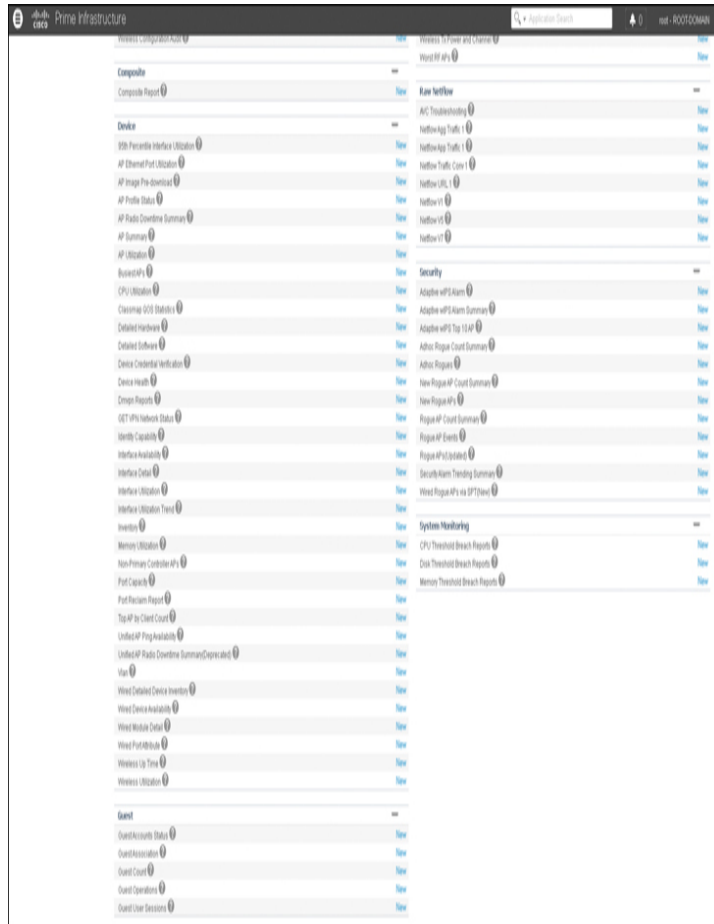 cisco Prime Infrastructure
Application Search
0
root - ROOT-DOMAIN
Wireless Configuration Audit New
Composite
Composite Report New
Device
95th Percentile Interface Utilization New
AP Ethernet Port Utilization New
AP Image Pre-download New
AP Profile Status New
AP Radio Downtime Summary New
AP Summary New
AP Utilization New
Busiest APs New
CPU Utilization New
Classmap QOS Statistics New
Detailed Hardware New
Detailed Software New
Device Credential Verification New
Device Health New
Dmvpn Reports New
GET VPN Network Status New
Identity Capability New
Interface Availability New
Interface Detail New
Interface Utilization New
Interface Utilization Trend New
Inventory New
Memory Utilization New
Non-Primary Controller APs New
Port Capacity New
Port Reclaim Report New
Top AP by Client Count New
Unified AP Ping Availability New
Unified AP Radio Downtime Summary(Deprecated) New
Vlan New
Wired Detailed Device Inventory New
Wired Device Availability New
Wired Module Detail New
Wired Port Attribute New
Wireless Up Time New
Wireless Utilization New
Guest
Guest Accounts Status New
Guest Association New
Guest Count New
Guest Operations New
Guest User Sessions New
Wireless Tx Power and Channel New
Worst RF APs New
Raw Netflow
AVC Troubleshooting New
Netflow Agg Traffic 1 New
Netflow App Traffic 1 New
Netflow Traffic Conv 1 New
Netflow URL 1 New
Netflow V1 New
Netflow V5 New
Netflow V7 New
Security
Adaptive wIPS Alarm New
Adaptive wIPS Alarm Summary New
Adaptive wIPS Top 10 AP New
Adhoc Rogue Count Summary New
Adhoc Rogues New
New Rogue AP Count Summary New
New Rogue APs New
Rogue AP Count Summary New
Rogue AP Events New
Rogue APs(Updated) New
Security Alarm Trending Summary New
Wired Rogue APs via SPT(New) New
System Monitoring
CPU Threshold Breach Reports New
Disk Threshold Breach Reports New
Memory Threshold Breach Reports New